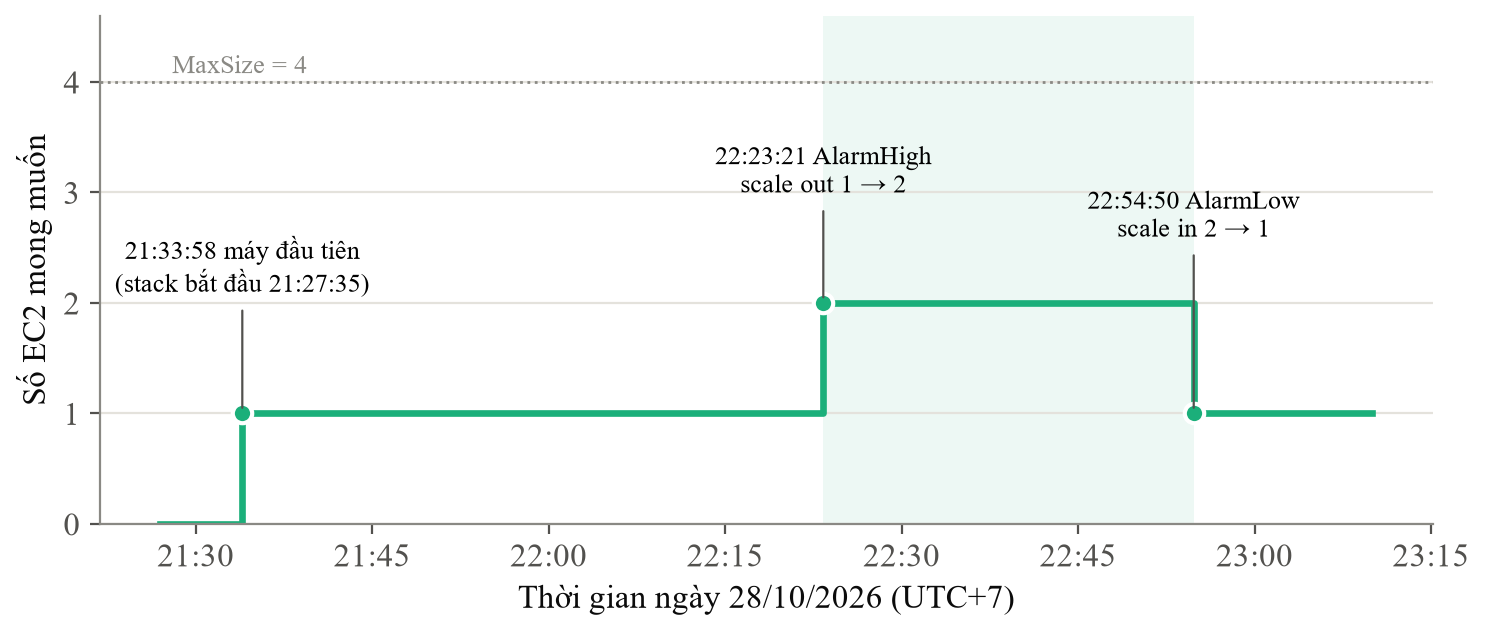 MaxSize = 4
22:23:21 AlarmHigh
scale out 1 → 2
22:54:50 AlarmLow
scale in 2 → 1
21:33:58 máy đầu tiên
(stack bắt đầu 21:27:35)
Số EC2 mong muốn
4
3
2
1
0
21:30 21:45 22:00 22:15 22:30 22:45 23:00 23:15
Thời gian ngày 28/10/2026 (UTC+7)